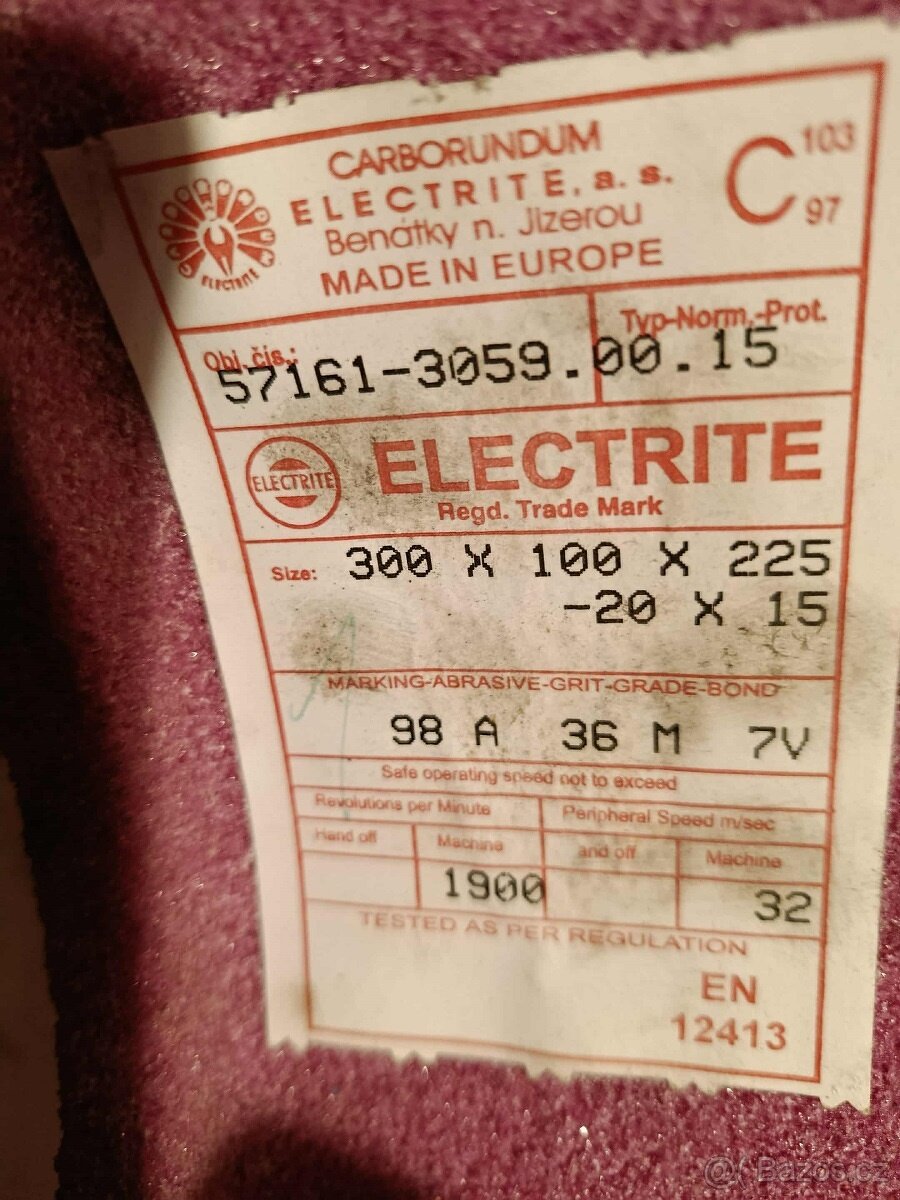 CARBORUNDUM
ELECTRITE, a. s.
Benátky n. Jizerou
MADE IN EUROPE
ELECTRITE
C 103
97
Obj. čís.:
Typ-Norm.-Prot.
57161-3059.00.15
ELECTRITE
ELECTRITE
Regd. Trade Mark
Size: 300 X 100 X 225
-20 X 15
MARKING-ABRASIVE-GRIT-GRADE-BOND
98 A 36 M 7V
Safe operating speed not to exceed
Revolutions per Minute
Peripheral Speed m/sec
Hand off
Machine
and off
Machine
1900
32
TESTED AS PER REGULATION
EN
12413
@ Bazos.cz